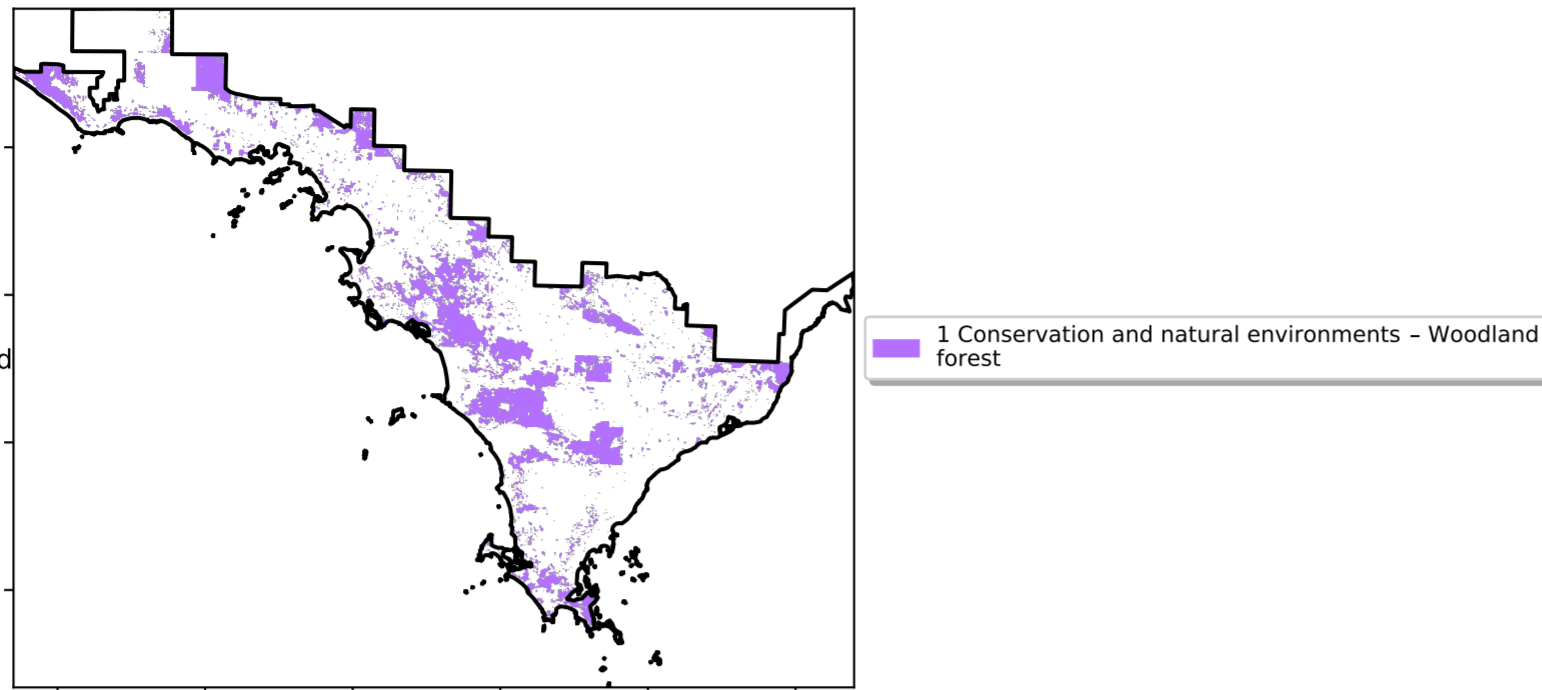 d
1 Conservation and natural environments – Woodland
forest